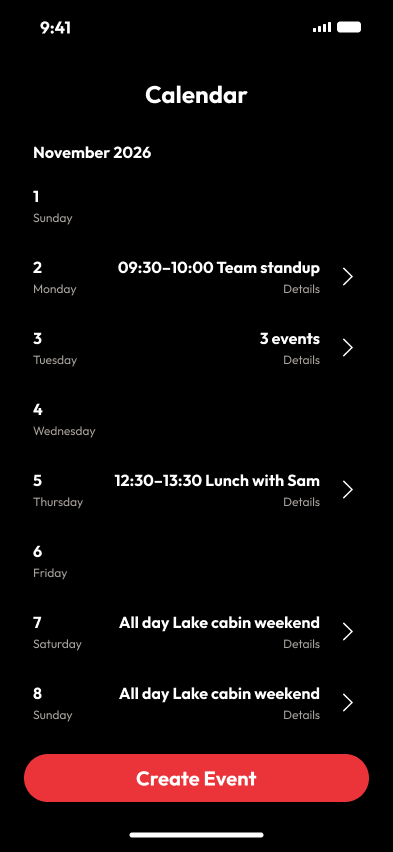 9:41
Calendar
November 2026
1
Sunday
2
09:30–10:00 Team standup
Monday
Details
3
3 events
Tuesday
Details
4
Wednesday
5
12:30–13:30 Lunch with Sam
Thursday
Details
6
Friday
7
All day Lake cabin weekend
Saturday
Details
8
All day Lake cabin weekend
Sunday
Details
Create Event